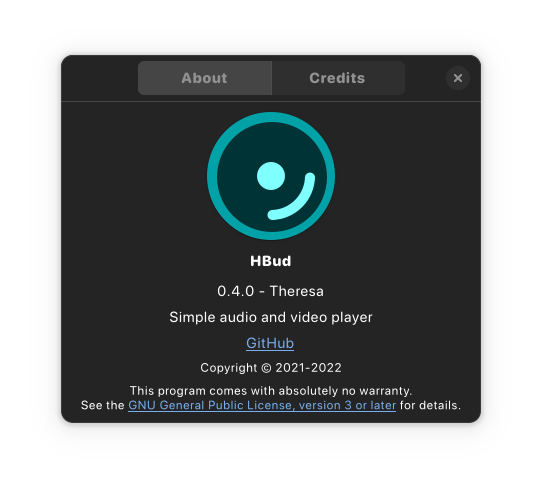 About Credits
HBud
0.4.0 - Theresa
Simple audio and video player
GitHub
Copyright © 2021-2022
This program comes with absolutely no warranty.
See the GNU General Public License, version 3 or later for details.